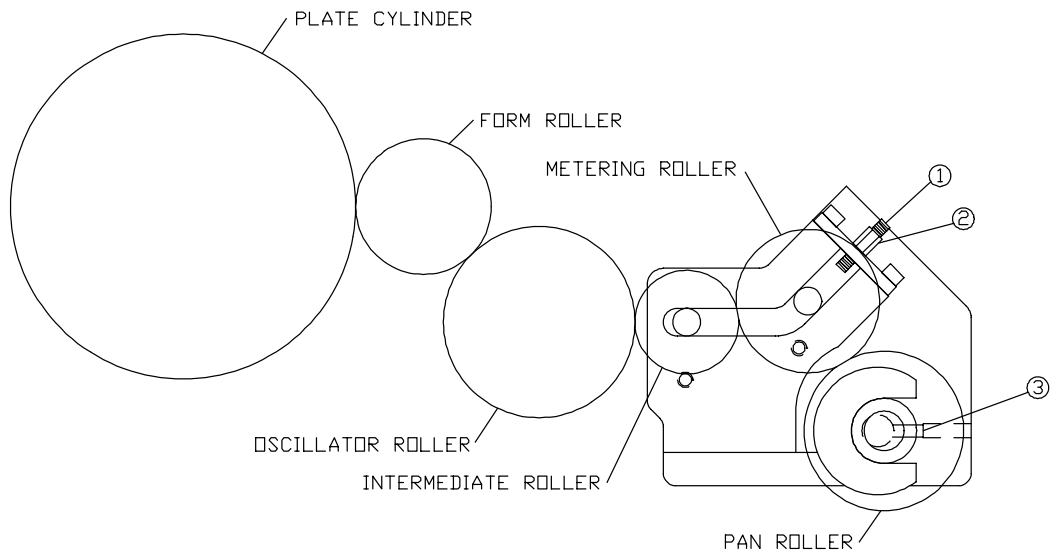 PLATE CYLINDER
FORM ROLLER
METERING ROLLER
1
2
3
OSCILLATOR ROLLER
INTERMEDIATE ROLLER
PAN ROLLER